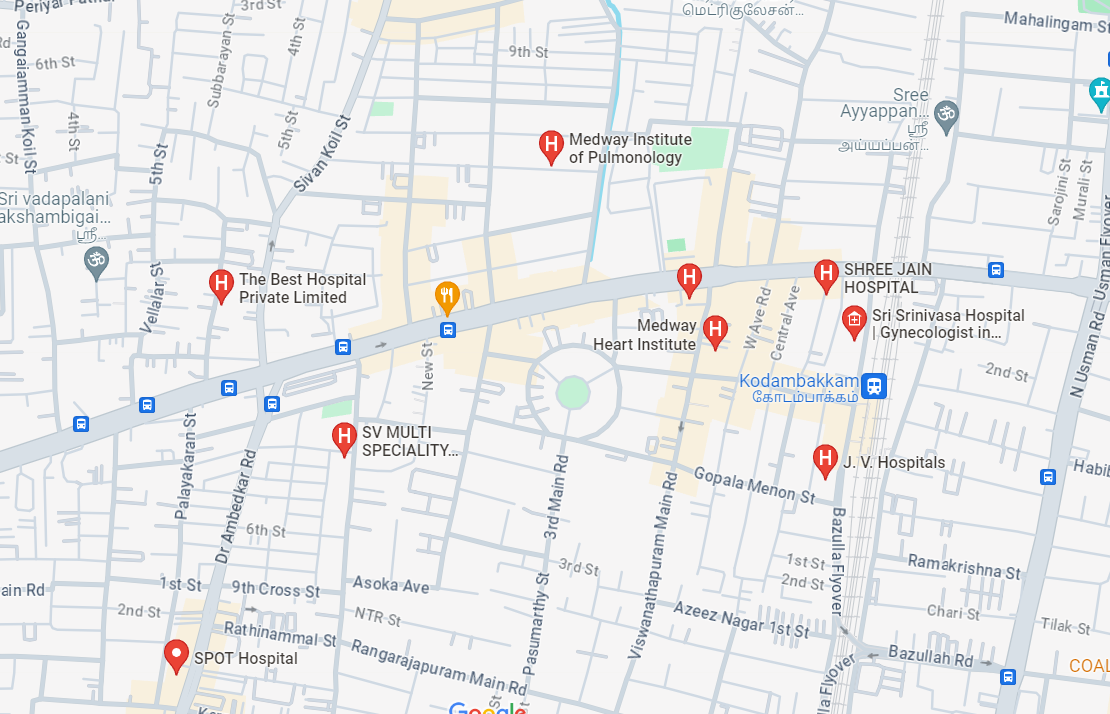 Periyar Pathai
3rd St
Mahalingam St
மெட்ரிகுலேசன்...
Gangaiamman Koil St
6th St
Subbarayan St
4th St
9th St
4th St
5th St
Sivan Koil St
5th St
Sree
Ayyappan...
ஸ்ரீ
அய்யப்பன்...
Medway Institute
of Pulmonology
Sarojini St
Murali St
Sri vadapalani
akshambigai...
ஸ்ரீ...
Vellalar St
The Best Hospital
Private Limited
SHREE JAIN
HOSPITAL
Sri Srinivasa Hospital
| Gynecologist in...
N Usman Rd
Usman Flyover
W Ave Rd
Central Ave
Medway
Heart Institute
New St
Kodambakkam
கோடம்பாக்கம்
2nd St
SV MULTI
SPECIALITY...
Palayakaran St
Dr Ambedkar Rd
J. V. Hospitals
Gopala Menon St
Habib
3rd Main Rd
Viswanathapuram Main Rd
Bazulla Flyover
6th St
3rd St
1st St
2nd St
Ramakrishna St
ain Rd
1st St
9th Cross St
Asoka Ave
2nd St
NTR St
Pasumarthy St
Azeez Nagar 1st St
Chari St
Tilak St
Rathinammal St
Rangarajapuram Main Rd
Bazullah Rd
SPOT Hospital
lla Flyover
COAL
St
Google